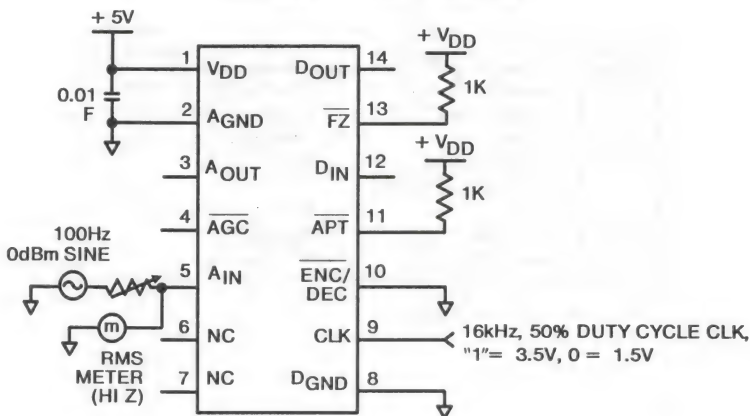 + 5V
+ VDD
1
VDD
DOUT
14
1K
0.01
F
2
AGND
FZ
13
+ VDD
3
AOUT
DIN
12
1K
4
AGC
APT
11
100Hz
0dBm SINE
5
AIN
ENC/
DEC
10
m
6
NC
CLK
9
16kHz, 50% DUTY CYCLE CLK,
"1"= 3.5V, 0 = 1.5V
RMS
METER
(HI Z)
7
NC
DGND
8